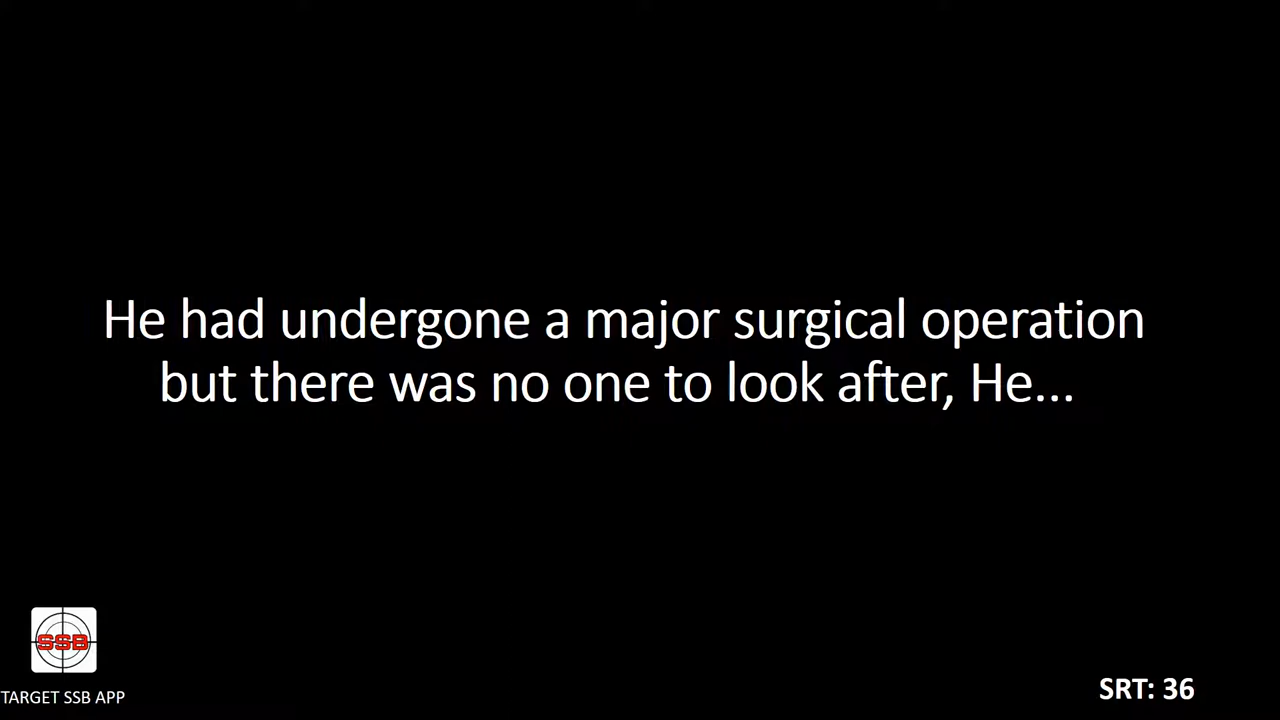 He had undergone a major surgical operation
but there was no one to look after, He...
SSB
TARGET SSB APP
SRT: 36